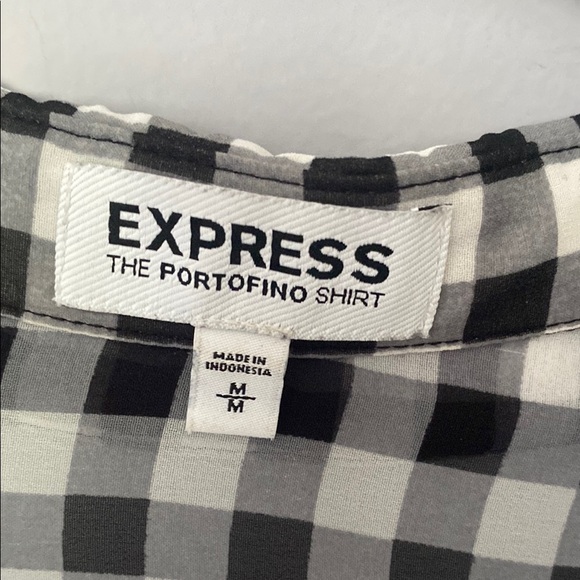 EXPRESS
THE PORTOFINO SHIRT
MADE IN
INDONESIA
M
M